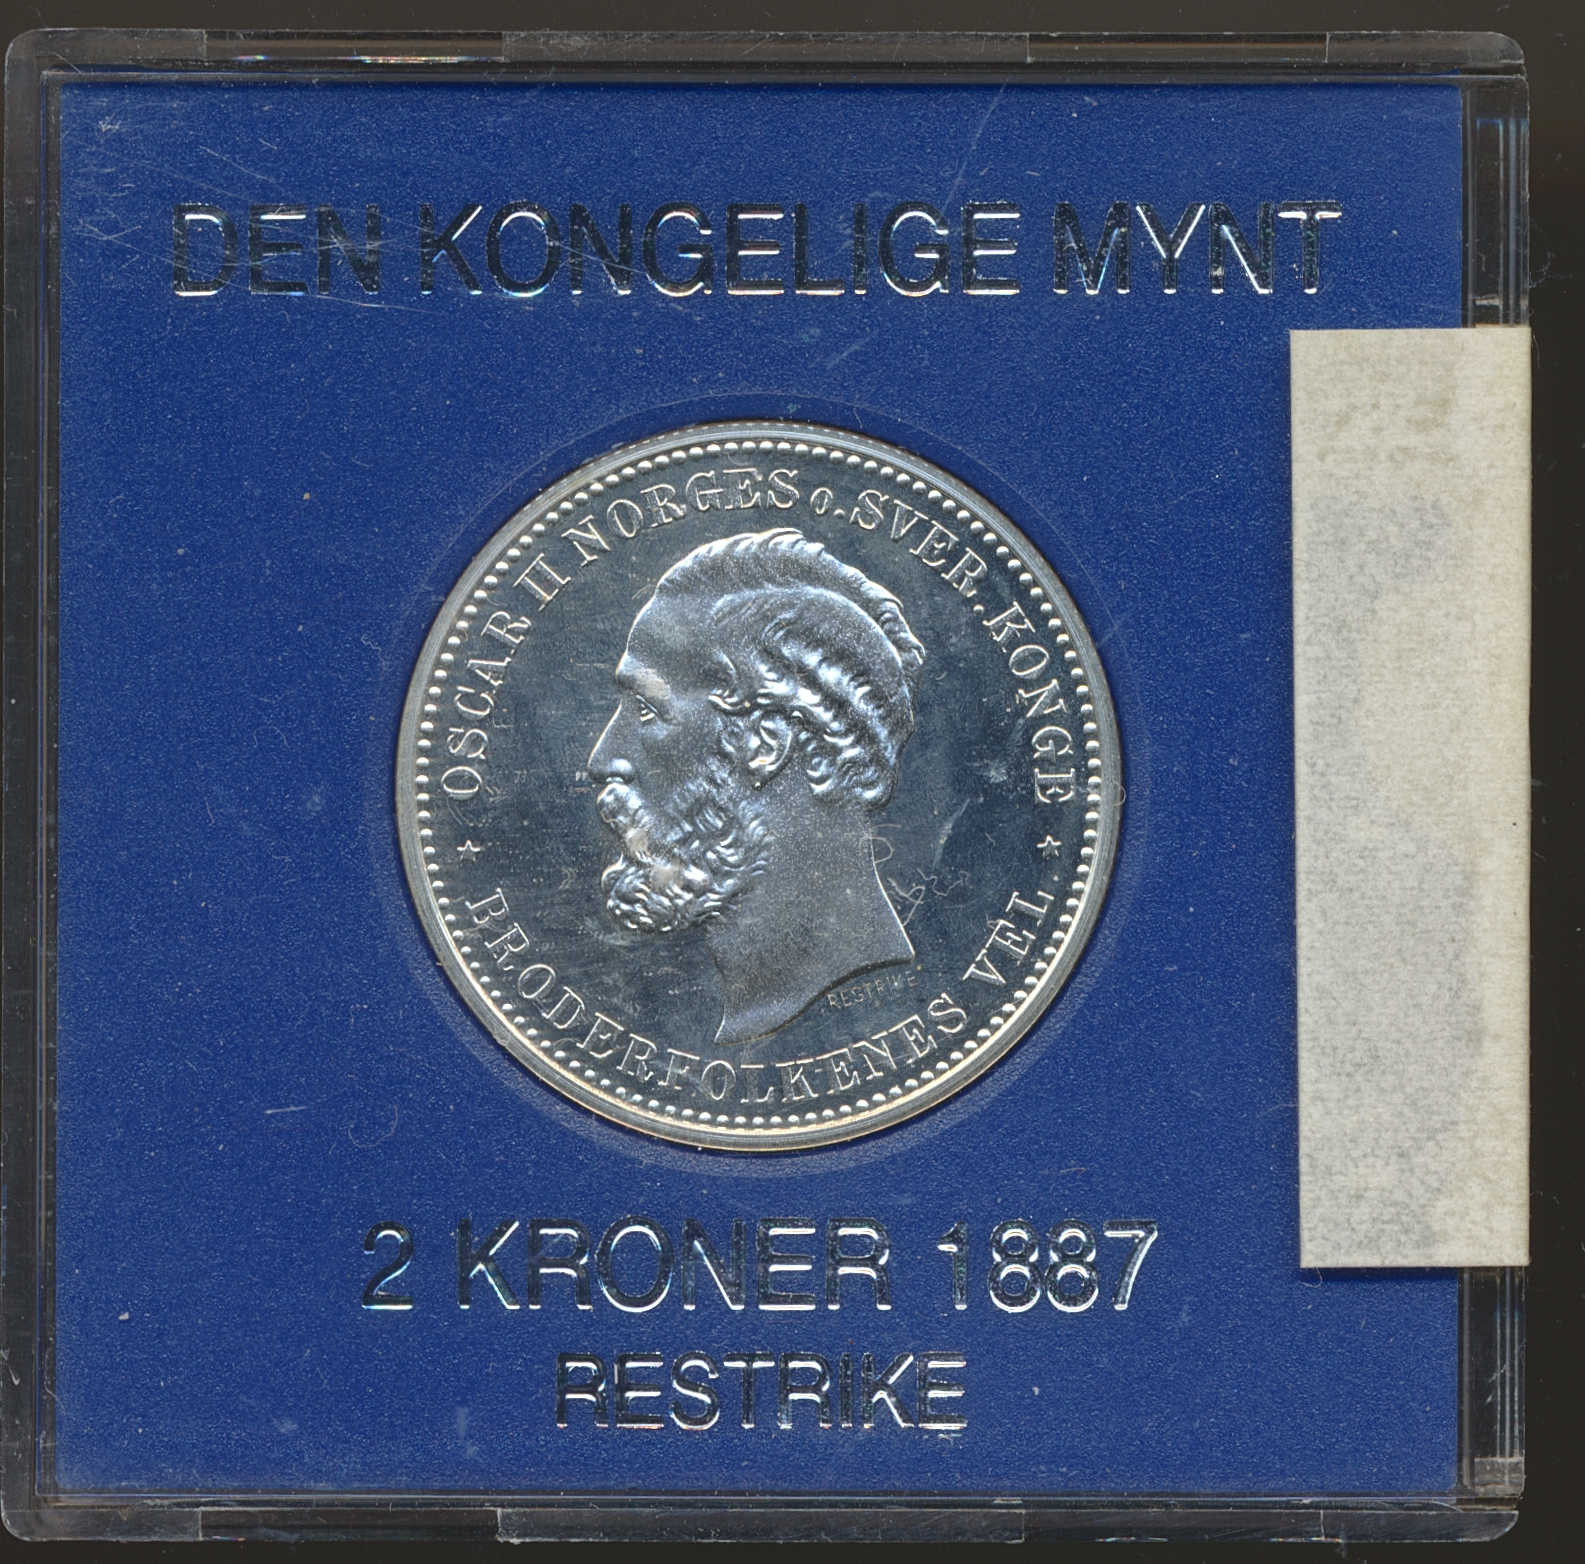 DEN KONGELIGE MYNT
OSCAR II NORGES O. SVER. KONGE
BRODERFOLKENES VEL
RESTRIKE
2 KRONER 1887
RESTRIKE